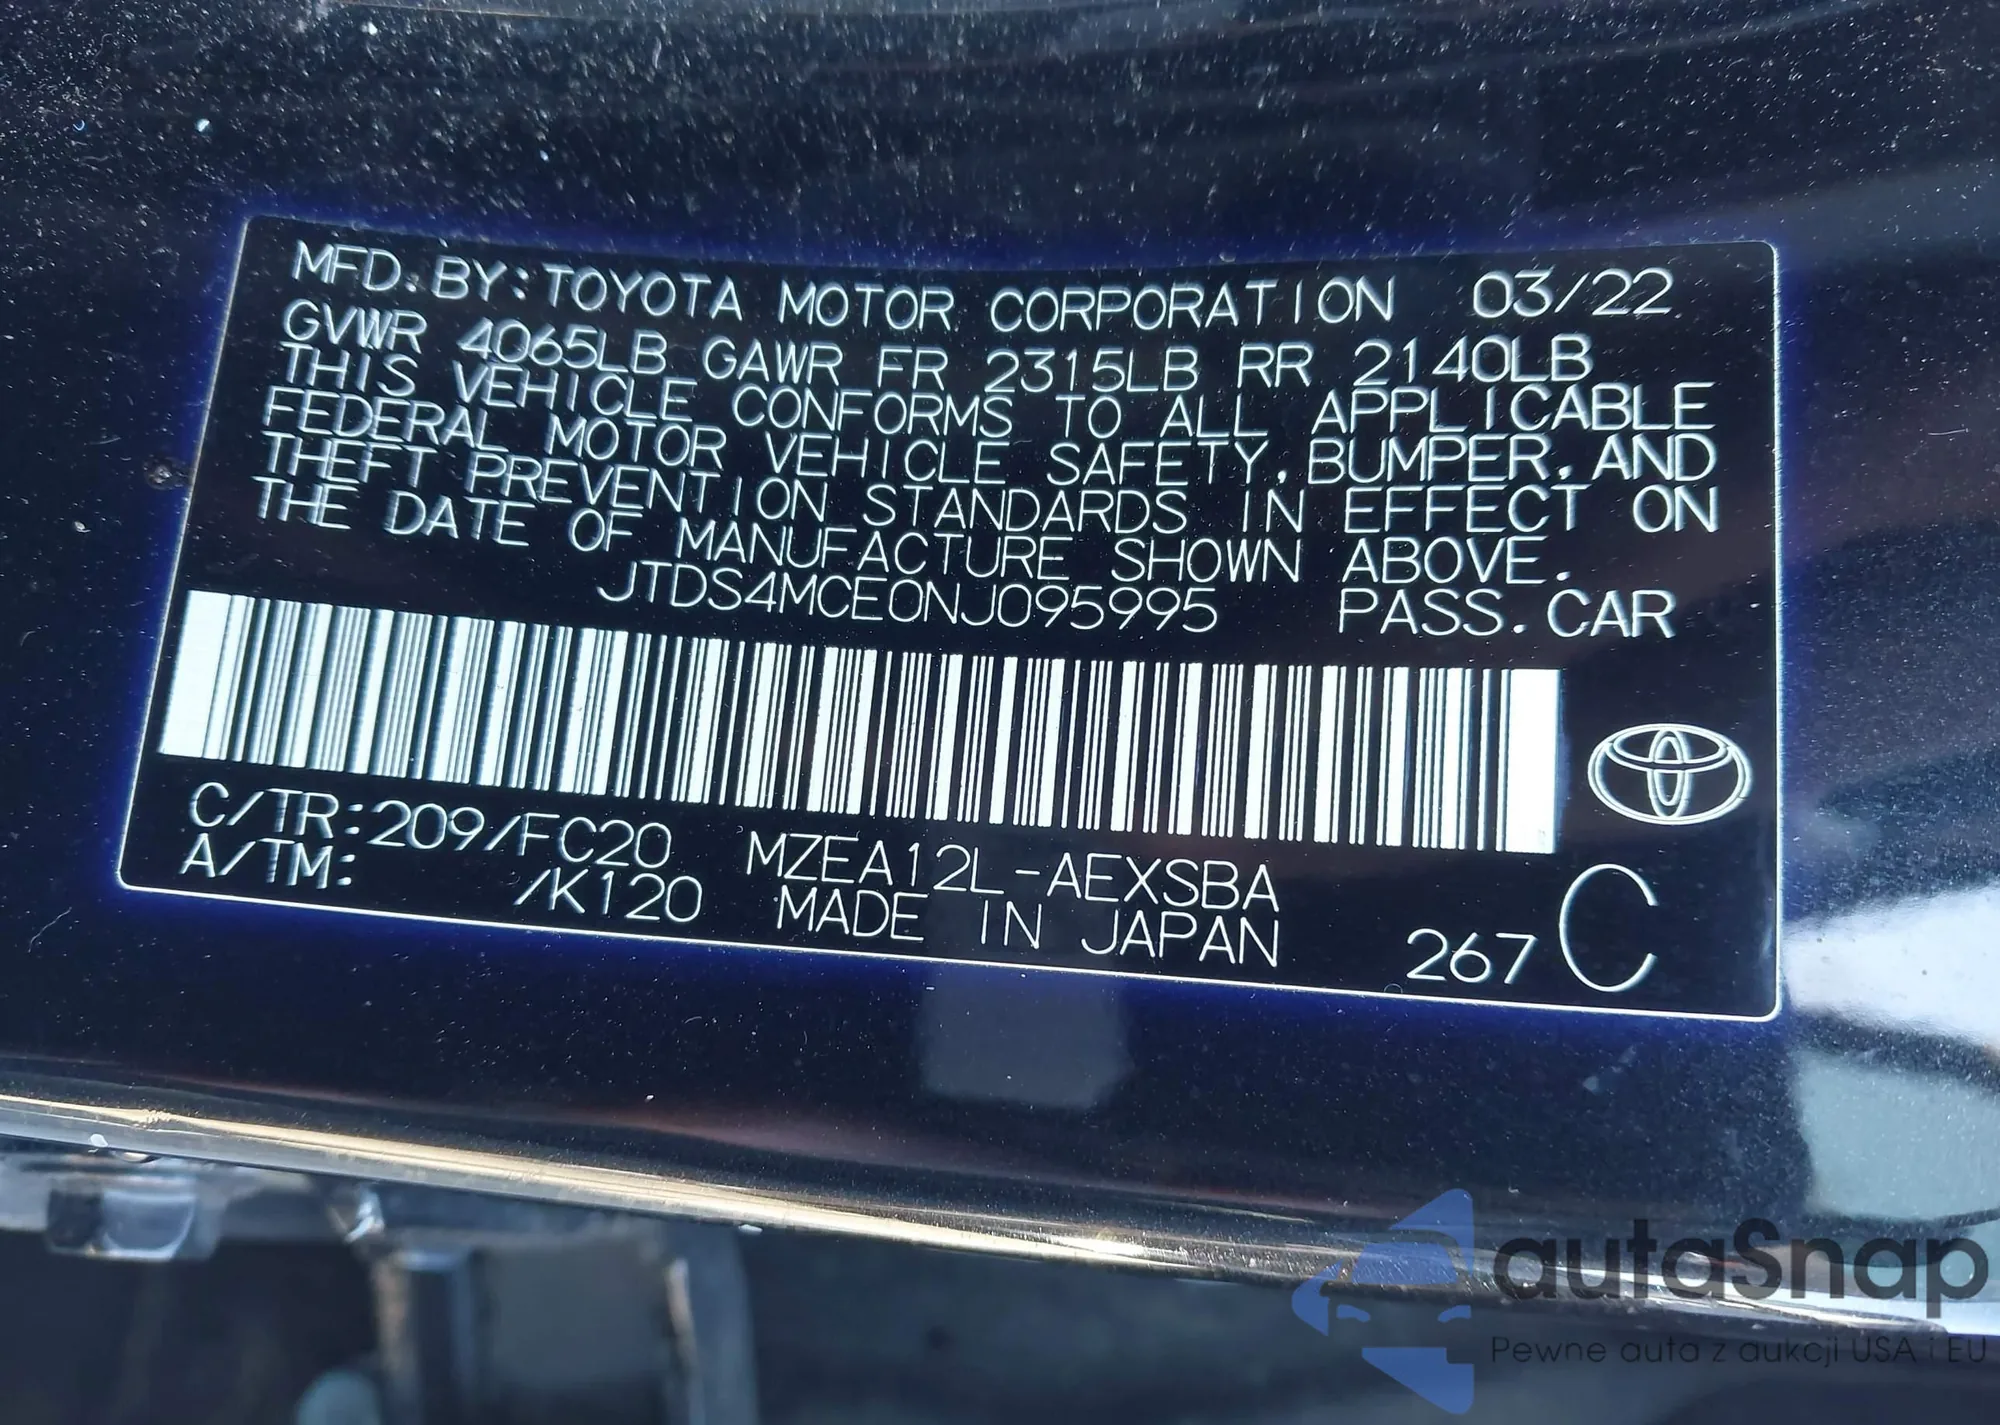 MFD. BY: TOYOTA MOTOR CORPORATION 03/22
GVWR 4065LB GAWR FR 2315LB RR 2140LB
THIS VEHICLE CONFORMS TO ALL APPLICABLE
FEDERAL MOTOR VEHICLE SAFETY, BUMPER, AND
THEFT PREVENTION STANDARDS IN EFFECT ON
THE DATE OF MANUFACTURE SHOWN ABOVE.
JTDS4MCE0NJ095995 PASS. CAR
C/TR: 209/FC20 MZEA12L-AEXSBA
A/TM: /K120 MADE IN JAPAN 267 C
autaSnap
Pewne auta z aukcji USA i EU